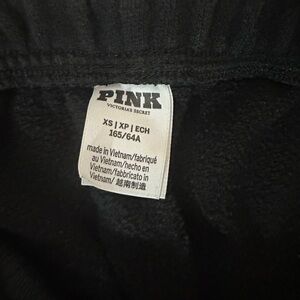 PINK
VICTORIA'S SECRET
XS | XP | ECH
165/64A
made in Vietnam/fabriqué
au Vietnam/hecho en
Vietnam/fabbricato in
Vietnam/ 越南制造